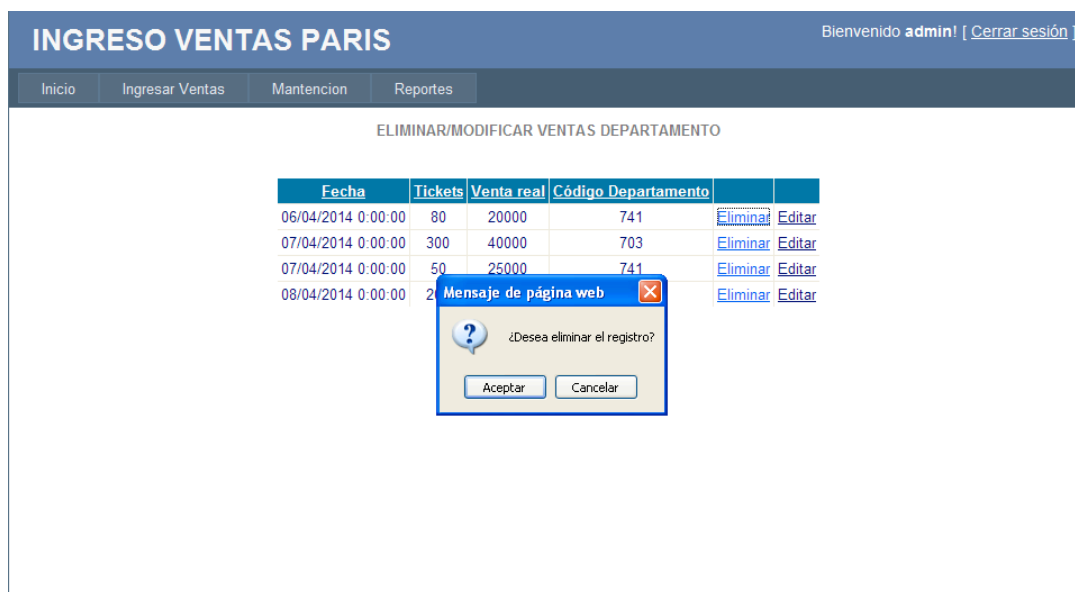 INGRESO VENTAS PARIS
Bienvenido admin! [ Cerrar sesión ]
Inicio Ingresar Ventas Mantencion Reportes
ELIMINAR/MODIFICAR VENTAS DEPARTAMENTO
Fecha Tickets Venta real Código Departamento
06/04/2014 0:00:00 80 20000 741 Eliminar Editar
07/04/2014 0:00:00 300 40000 703 Eliminar Editar
07/04/2014 0:00:00 50 25000 741 Eliminar Editar
08/04/2014 0:00:00 Eliminar Editar
Mensaje de página web
¿Desea eliminar el registro?
Aceptar Cancelar